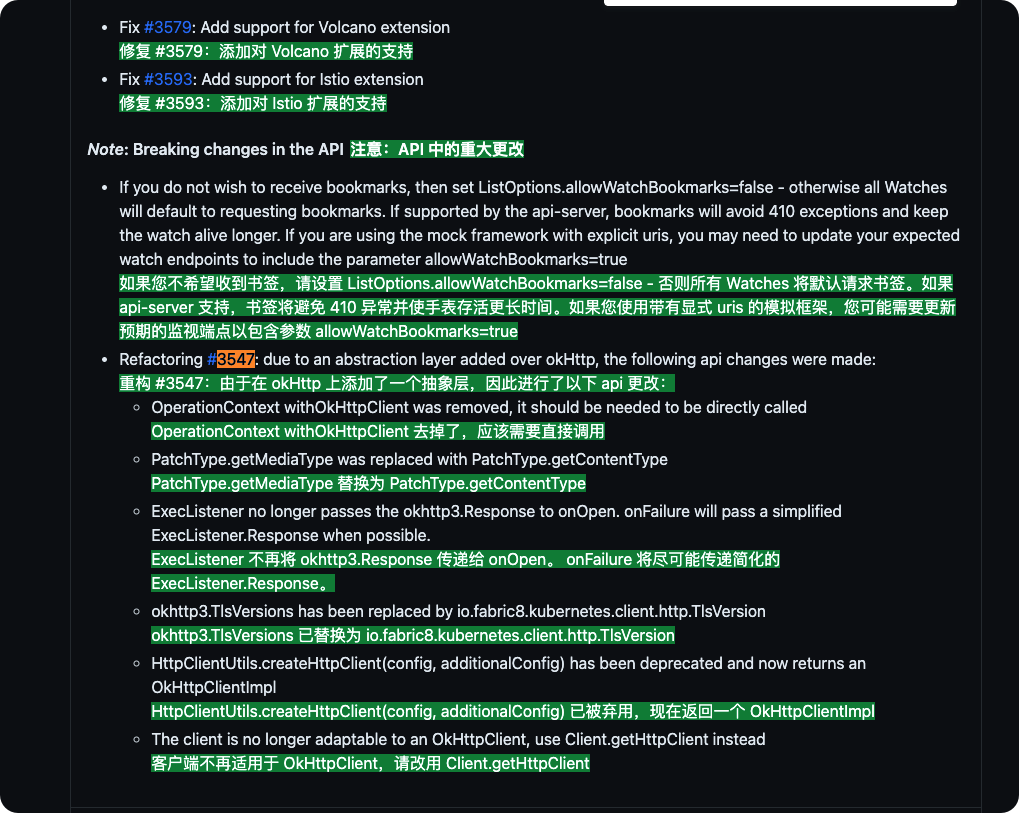 • Fix #3579: Add support for Volcano extension
修复 #3579：添加对 Volcano 扩展的支持
• Fix #3593: Add support for Istio extension
修复 #3593：添加对 Istio 扩展的支持
Note: Breaking changes in the API 注意：API 中的重大更改
• If you do not wish to receive bookmarks, then set ListOptions.allowWatchBookmarks=false - otherwise all Watches
will default to requesting bookmarks. If supported by the api-server, bookmarks will avoid 410 exceptions and keep
the watch alive longer. If you are using the mock framework with explicit uris, you may need to update your expected
watch endpoints to include the parameter allowWatchBookmarks=true
如果您不希望收到书签，请设置 ListOptions.allowWatchBookmarks=false - 否则所有 Watches 将默认请求书签。如果
api-server 支持，书签将避免 410 异常并使手表存活更长时间。如果您使用带有显式 uris 的模拟框架，您可能需要更新
预期的监视端点以包含参数 allowWatchBookmarks=true
• Refactoring #3547: due to an abstraction layer added over okHttp, the following api changes were made:
重构 #3547：由于在 okHttp 上添加了一个抽象层，因此进行了以下 api 更改：
◦ OperationContext withOkHttpClient was removed, it should be needed to be directly called
OperationContext withOkHttpClient 去掉了，应该需要直接调用
◦ PatchType.getMediaType was replaced with PatchType.getContentType
PatchType.getMediaType 替换为 PatchType.getContentType
◦ ExecListener no longer passes the okhttp3.Response to onOpen. onFailure will pass a simplified
ExecListener.Response when possible.
ExecListener 不再将 okhttp3.Response 传递给 onOpen。 onFailure 将尽可能传递简化的
ExecListener.Response。
◦ okhttp3.TlsVersions has been replaced by io.fabric8.kubernetes.client.http.TlsVersion
okhttp3.TlsVersions 已替换为 io.fabric8.kubernetes.client.http.TlsVersion
◦ HttpClientUtils.createHttpClient(config, additionalConfig) has been deprecated and now returns an
OkHttpClientImpl
HttpClientUtils.createHttpClient(config, additionalConfig) 已被弃用，现在返回一个 OkHttpClientImpl
◦ The client is no longer adaptable to an OkHttpClient, use Client.getHttpClient instead
客户端不再适用于 OkHttpClient，请改用 Client.getHttpClient